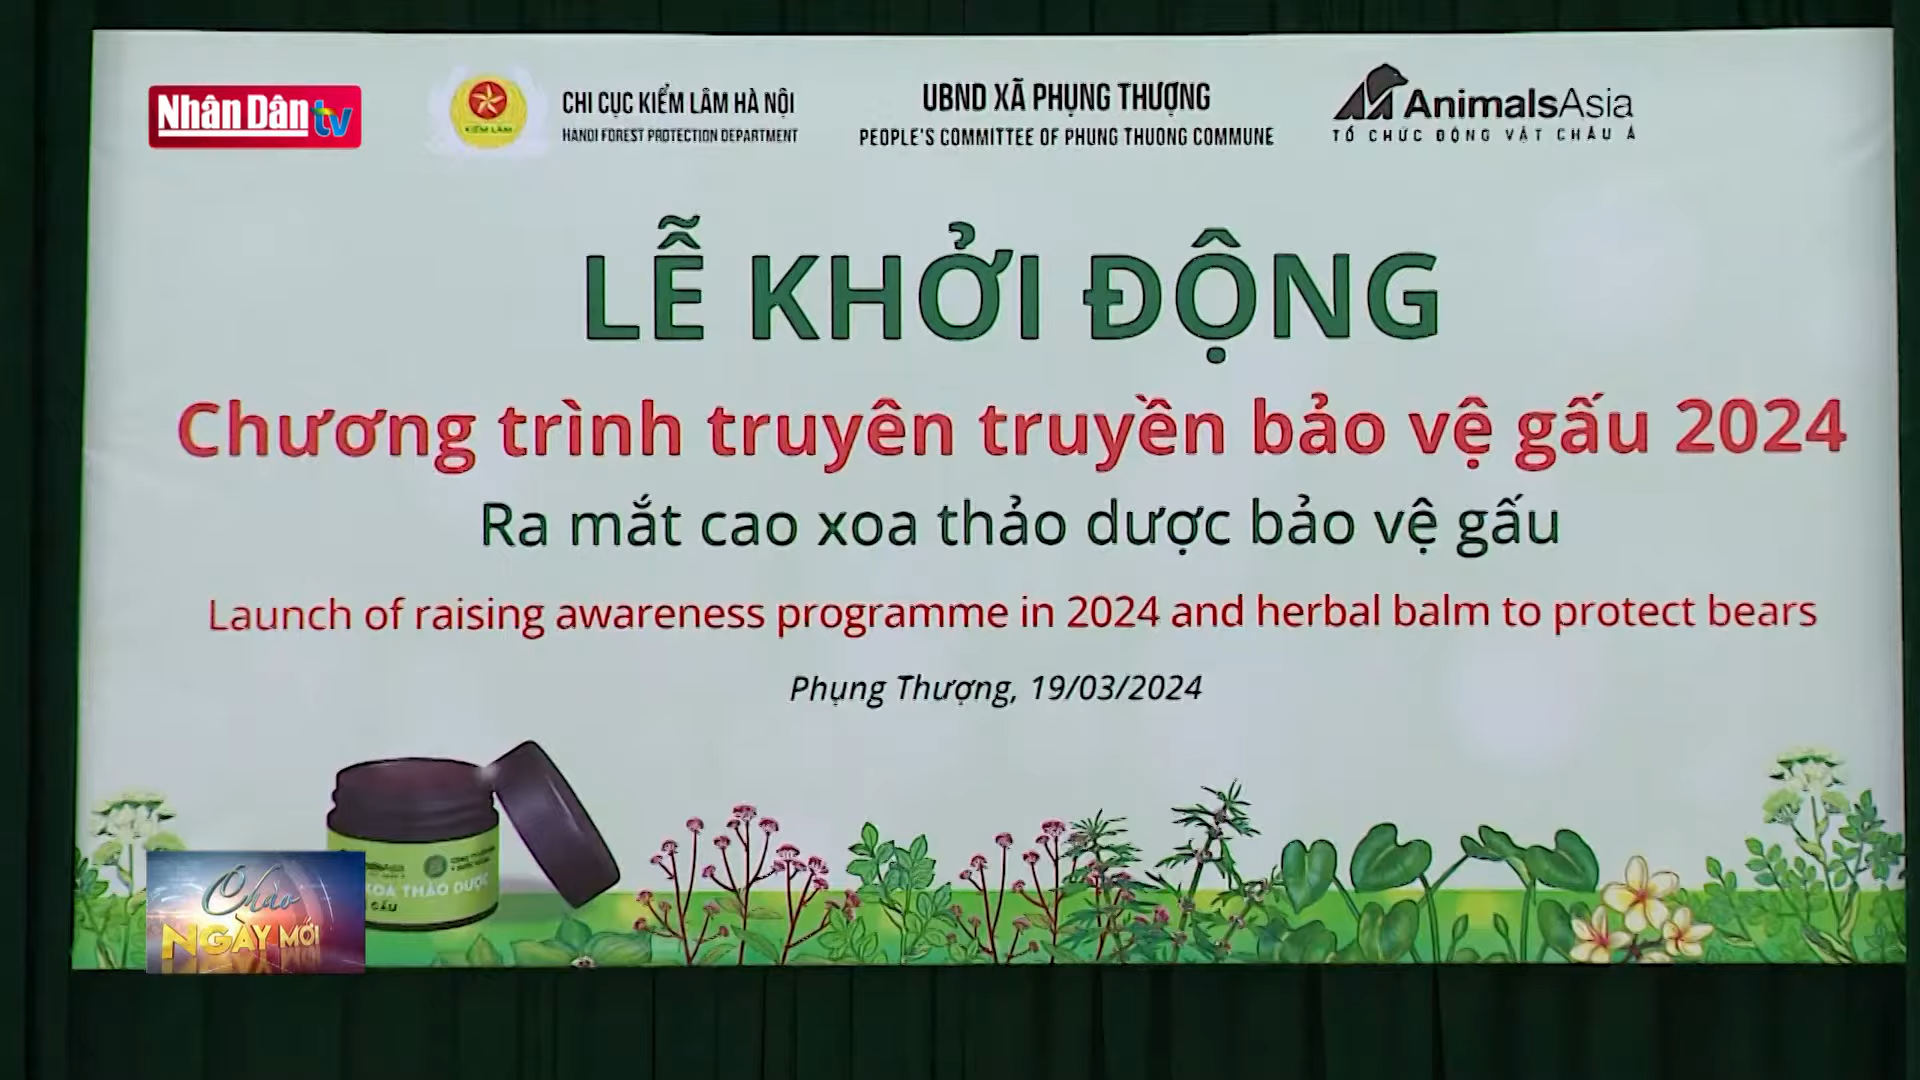 Nhân Dân tv
KIỂM LÂM
CHI CỤC KIỂM LÂM HÀ NỘI
HANOI FOREST PROTECTION DEPARTMENT
UBND XÃ PHỤNG THƯỢNG
PEOPLE'S COMMITTEE OF PHUNG THUONG COMMUNE
AnimalsAsia
TỔ CHỨC ĐỘNG VẬT CHÂU Á
LỄ KHỞI ĐỘNG
Chương trình truyên truyền bảo vệ gấu 2024
Ra mắt cao xoa thảo dược bảo vệ gấu
Launch of raising awareness programme in 2024 and herbal balm to protect bears
Phụng Thượng, 19/03/2024
XOA THẢO DƯỢC
Chào
NGÀY MỚI